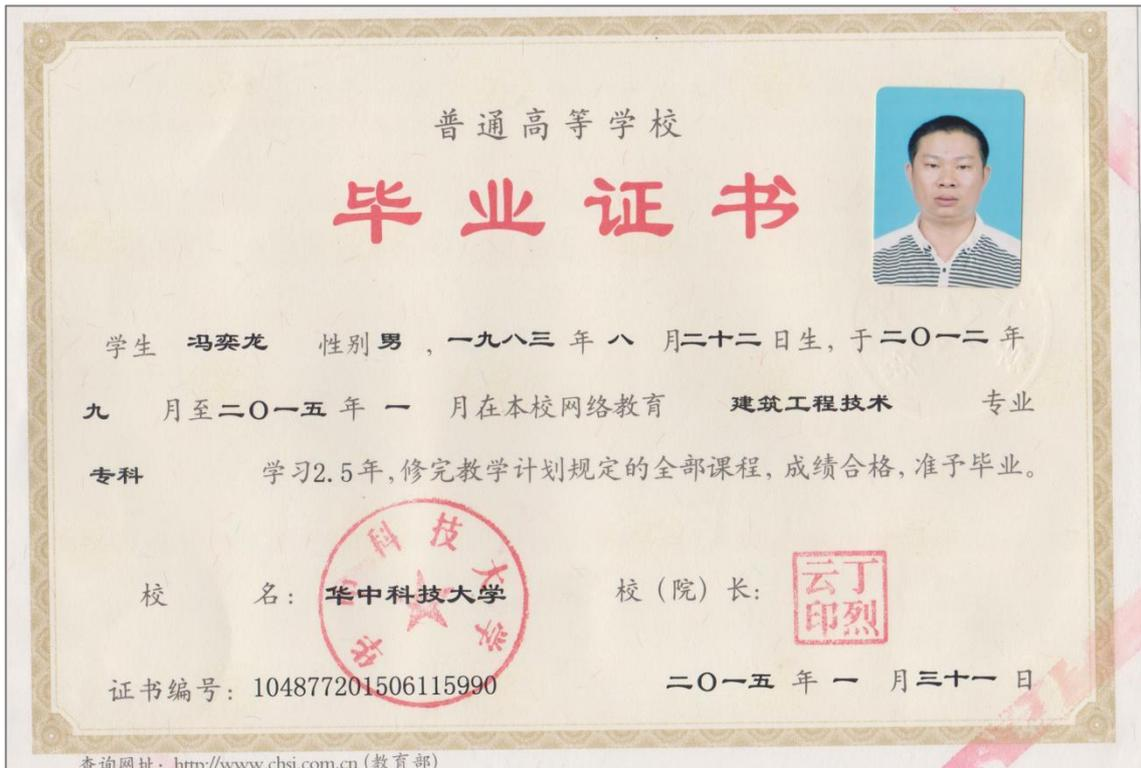 普通高等学校
毕业证书
学生 冯奕龙 性别 男 ，一九八三 年 八 月二十二 日生，于 二〇一二 年
九 月至 二〇一五 年 一 月在本校网络教育 建筑工程技术 专业
专科 学习2.5年，修完教学计划规定的全部课程，成绩合格，准予毕业。
校 名： 华中科技大学 校（院）长： 丁烈云印
华中科技大学
证书编号：104877201506115990 二〇一五 年 一 月三十一 日
查询网址：http://www.chsi.com.cn (教育部)